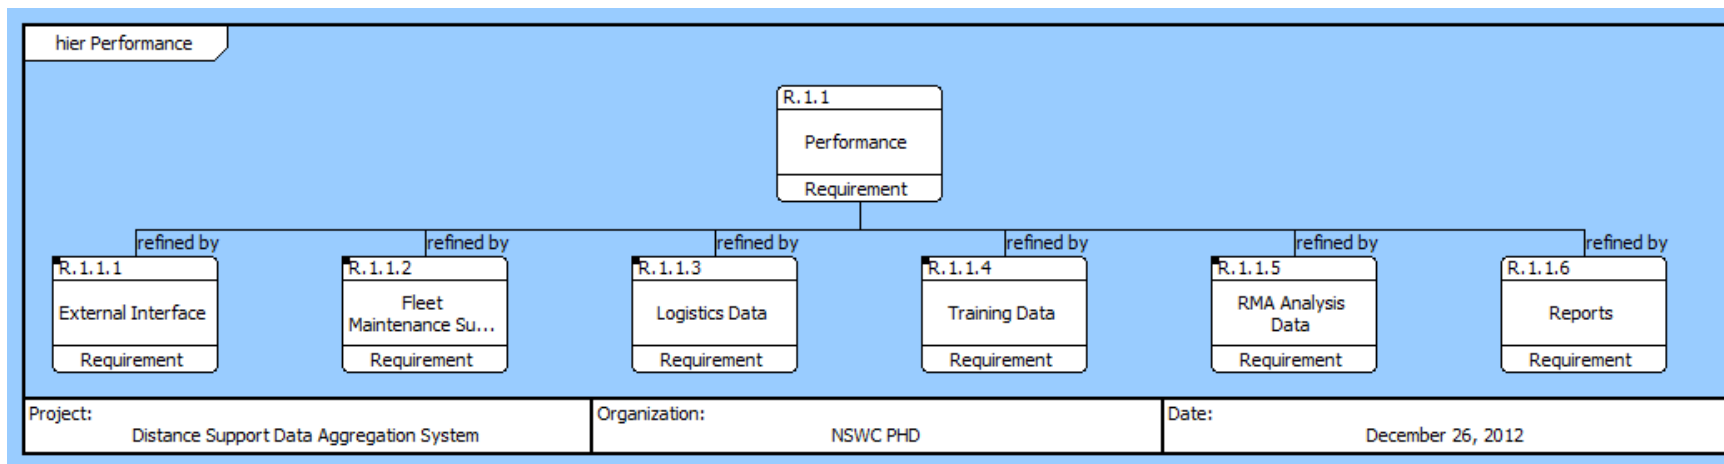 hier Performance
R.1.1
Performance
Requirement
refined by
refined by
refined by
refined by
refined by
refined by
R.1.1.1
External Interface
Requirement
R.1.1.2
Fleet
Maintenance Su...
Requirement
R.1.1.3
Logistics Data
Requirement
R.1.1.4
Training Data
Requirement
R.1.1.5
RMA Analysis
Data
Requirement
R.1.1.6
Reports
Requirement
Project:
Distance Support Data Aggregation System
Organization:
NSWC PHD
Date:
December 26, 2012